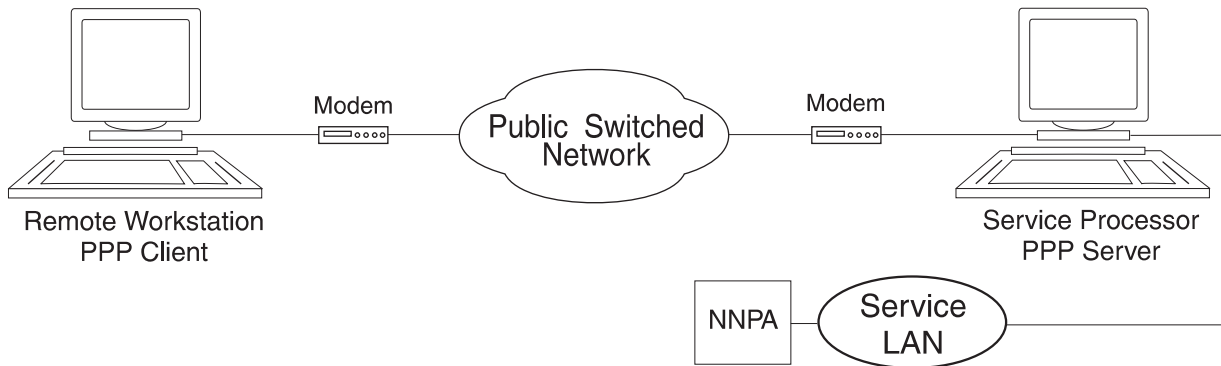 Modem
Modem
Public Switched
Network
Remote Workstation
PPP Client
Service Processor
PPP Server
NNPA
Service
LAN